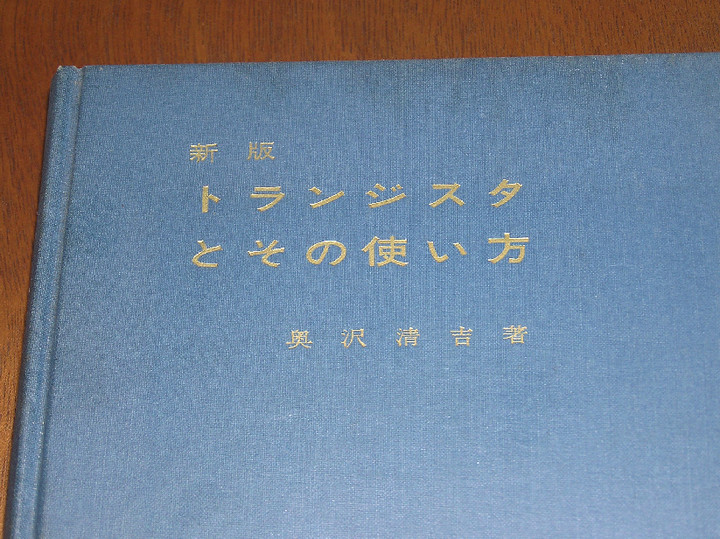 新版
トランジスタ
とその使い方
奥沢清吉著